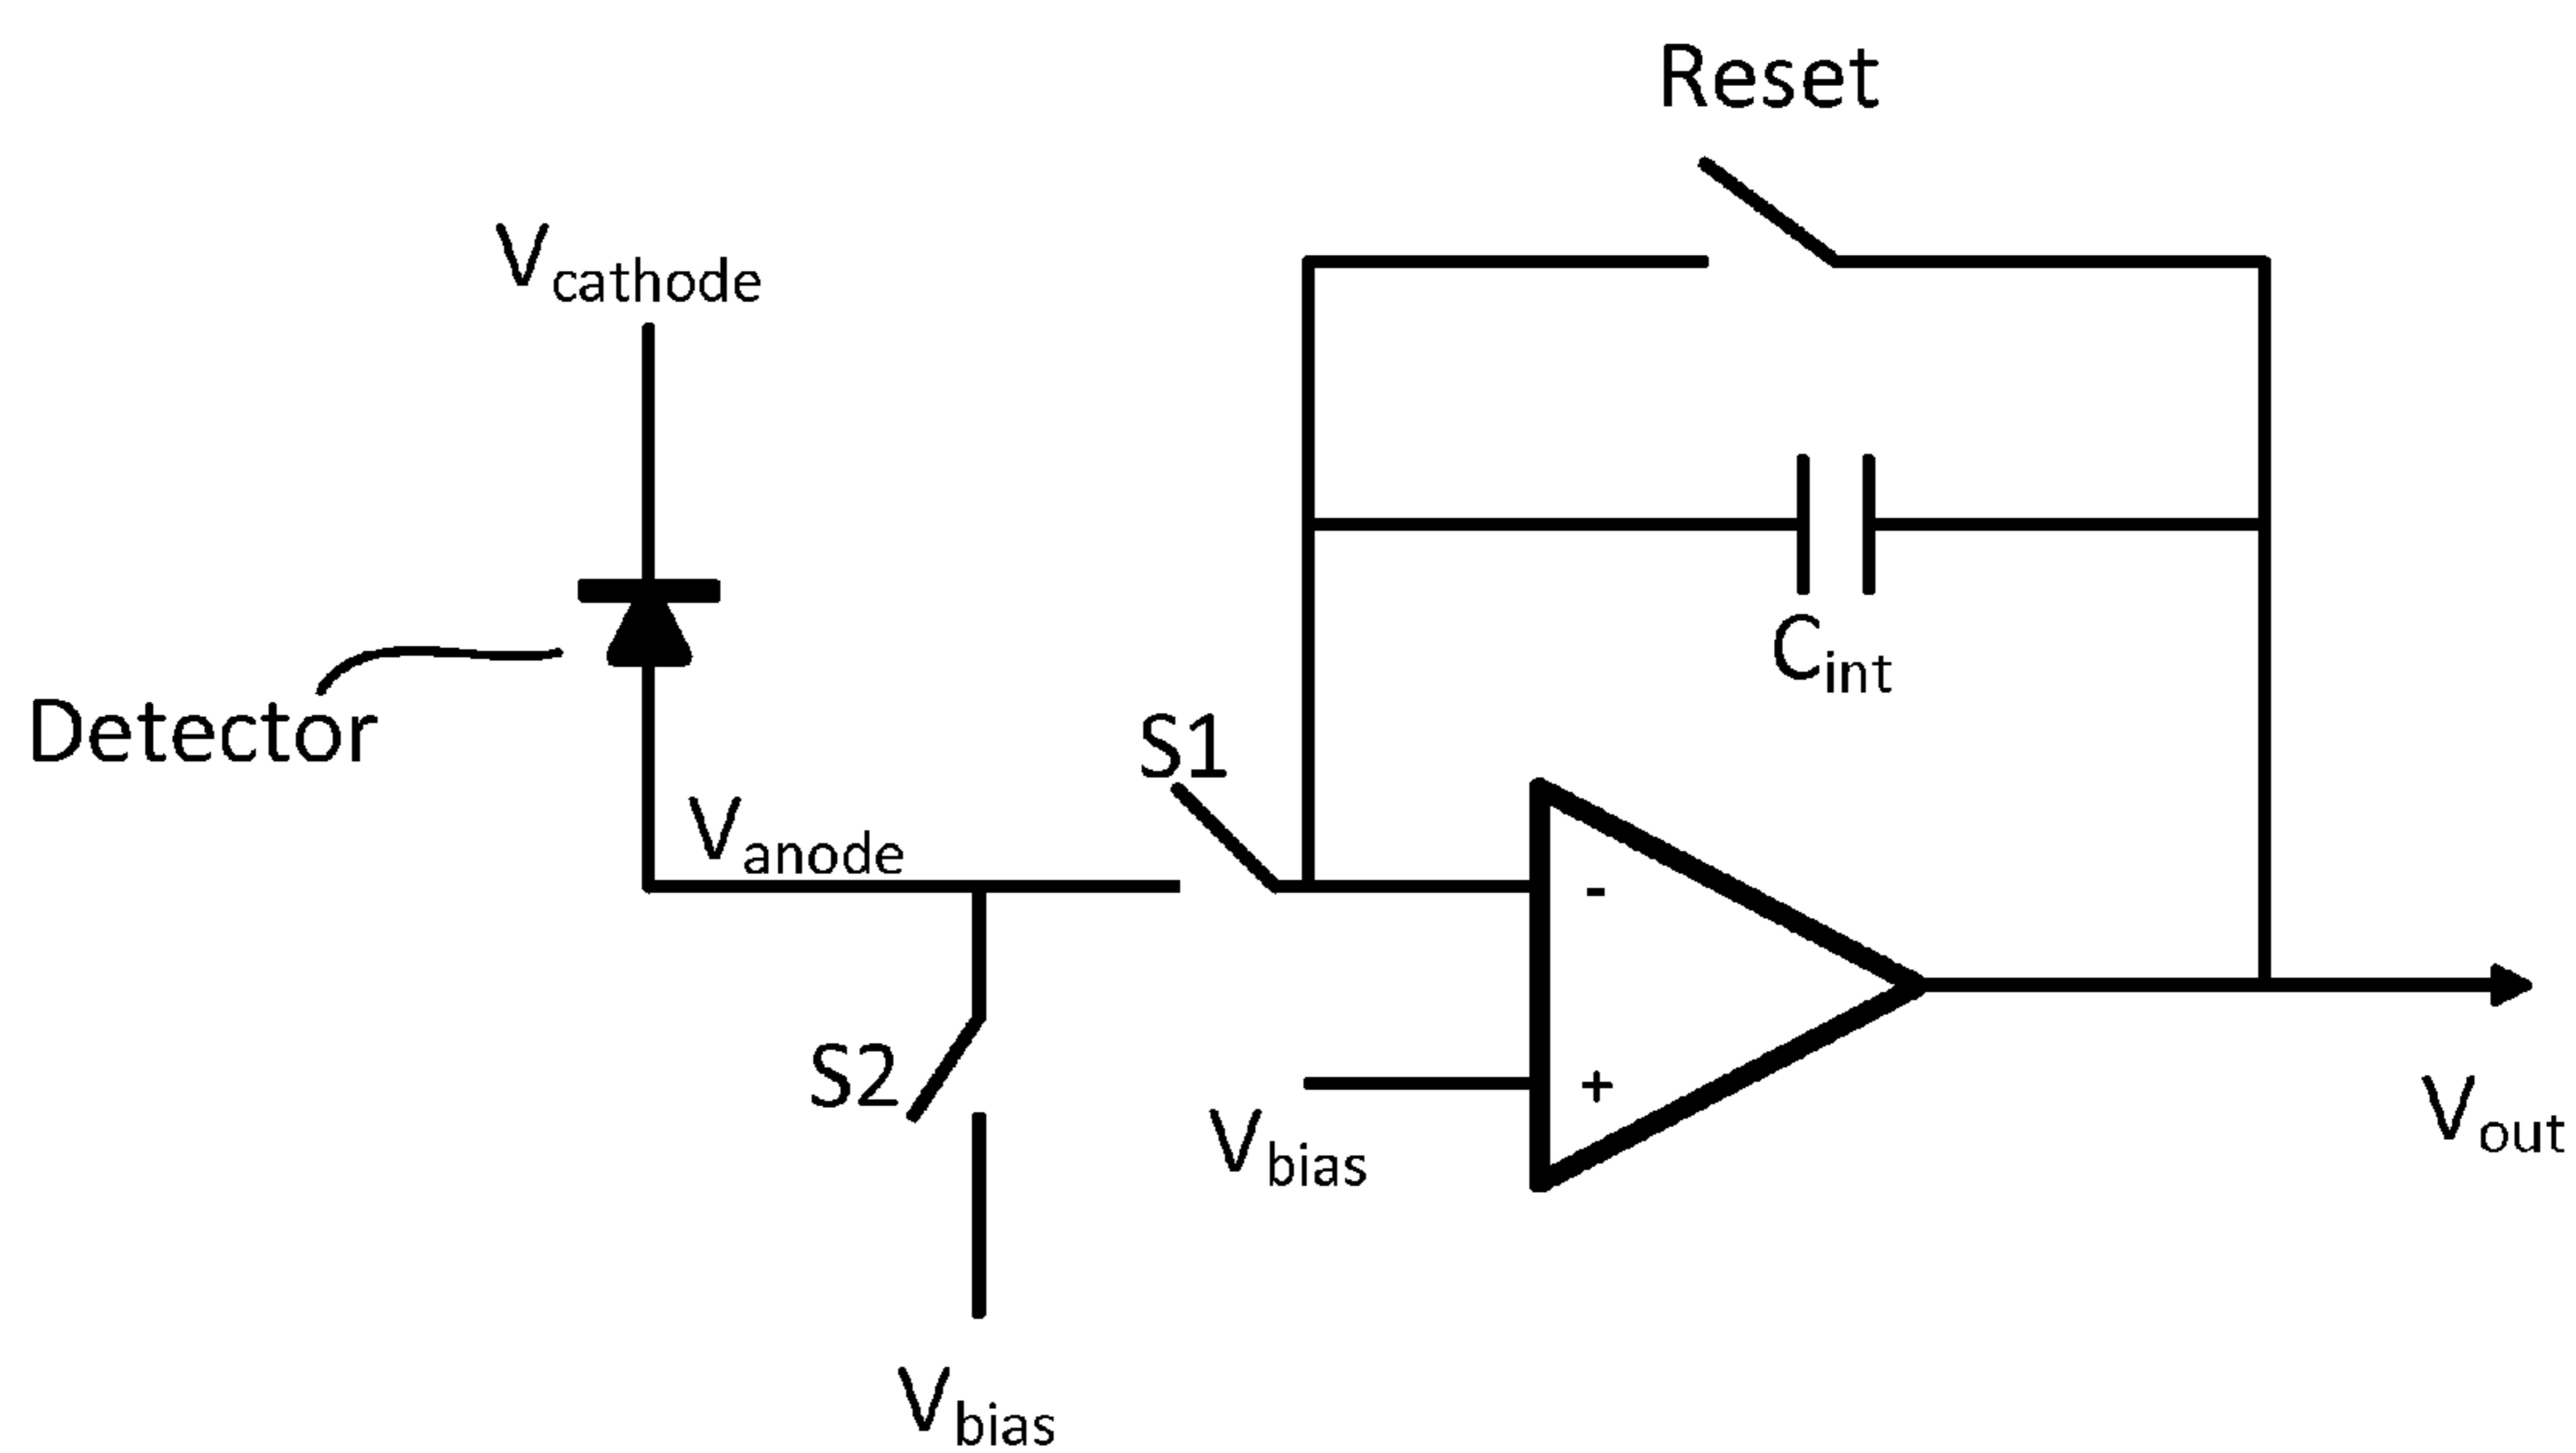 Reset
Vcathode
Cint
Detector
S1
Vanode
-
S2
+
Vbias
Vout
Vbias